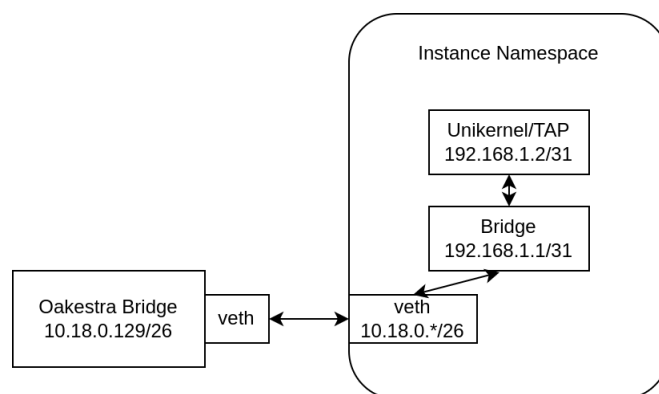 Instance Namespace
Unikernel/TAP
192.168.1.2/31
Bridge
192.168.1.1/31
Oakestra Bridge
10.18.0.129/26
veth
veth
10.18.0.*/26